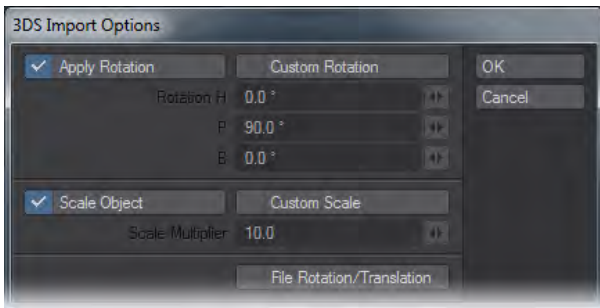 3DS Import Options
Apply Rotation Custom Rotation OK
Rotation H 0.0 ° Cancel
P 90.0 °
B 0.0 °
Scale Object Custom Scale
Scale Multiplier 10.0
File Rotation/Translation